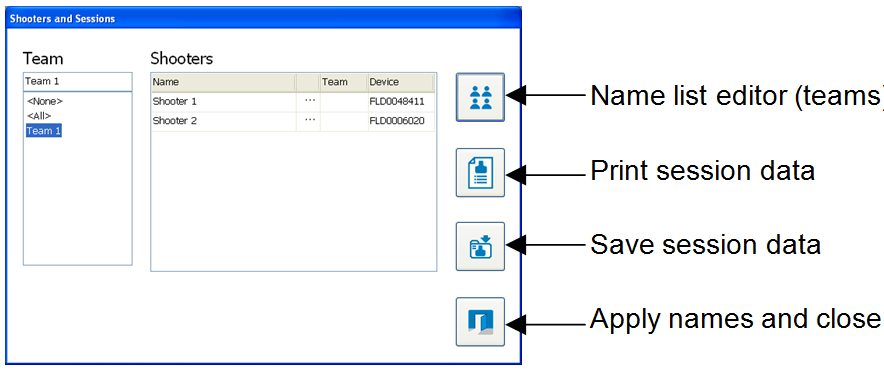 Shooters and Sessions
Team
Team 1
<None>
<All>
Team 1
Shooters
Name Team Device
Shooter 1 ... FLD0048411
Shooter 2 ... FLD0006020
Name list editor (teams)
Print session data
Save session data
Apply names and close